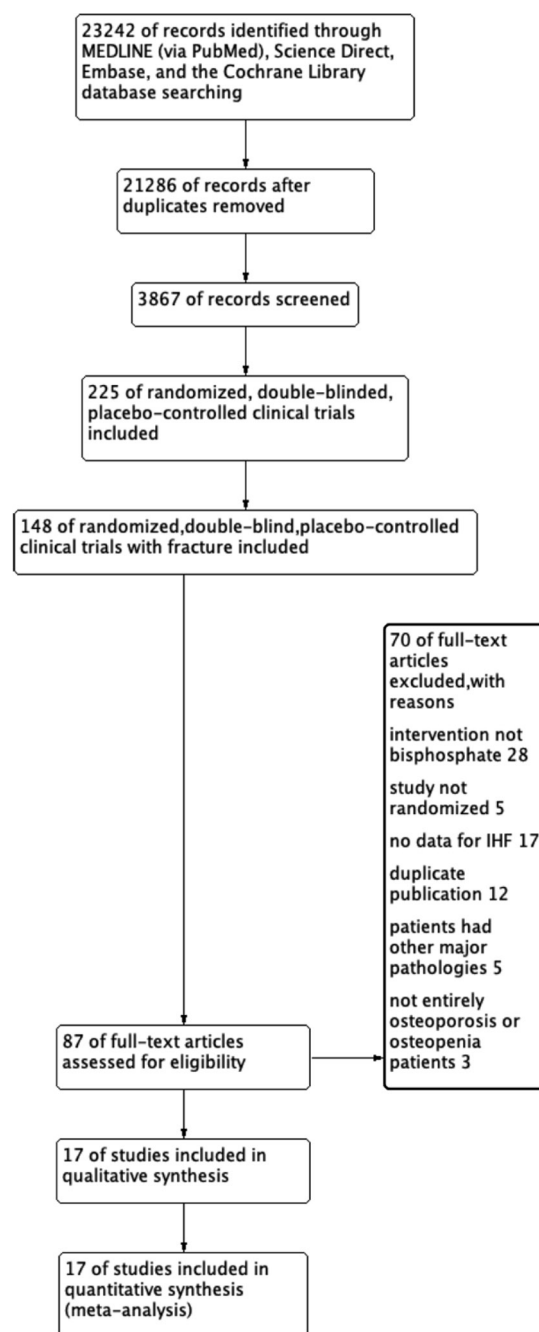 23242 of records identified through
MEDLINE (via PubMed), Science Direct,
Embase, and the Cochrane Library
database searching
21286 of records after
duplicates removed
3867 of records screened
225 of randomized, double-blinded,
placebo-controlled clinical trials
included
148 of randomized,double-blind,placebo-controlled
clinical trials with fracture included
70 of full-text
articles
excluded,with
reasons
intervention not
bisphosphate 28
study not
randomized 5
no data for IHF 17
duplicate
publication 12
patients had
other major
pathologies 5
not entirely
osteoporosis or
osteopenia
patients 3
87 of full-text articles
assessed for eligibility
17 of studies included in
qualitative synthesis
17 of studies included in
quantitative synthesis
(meta-analysis)